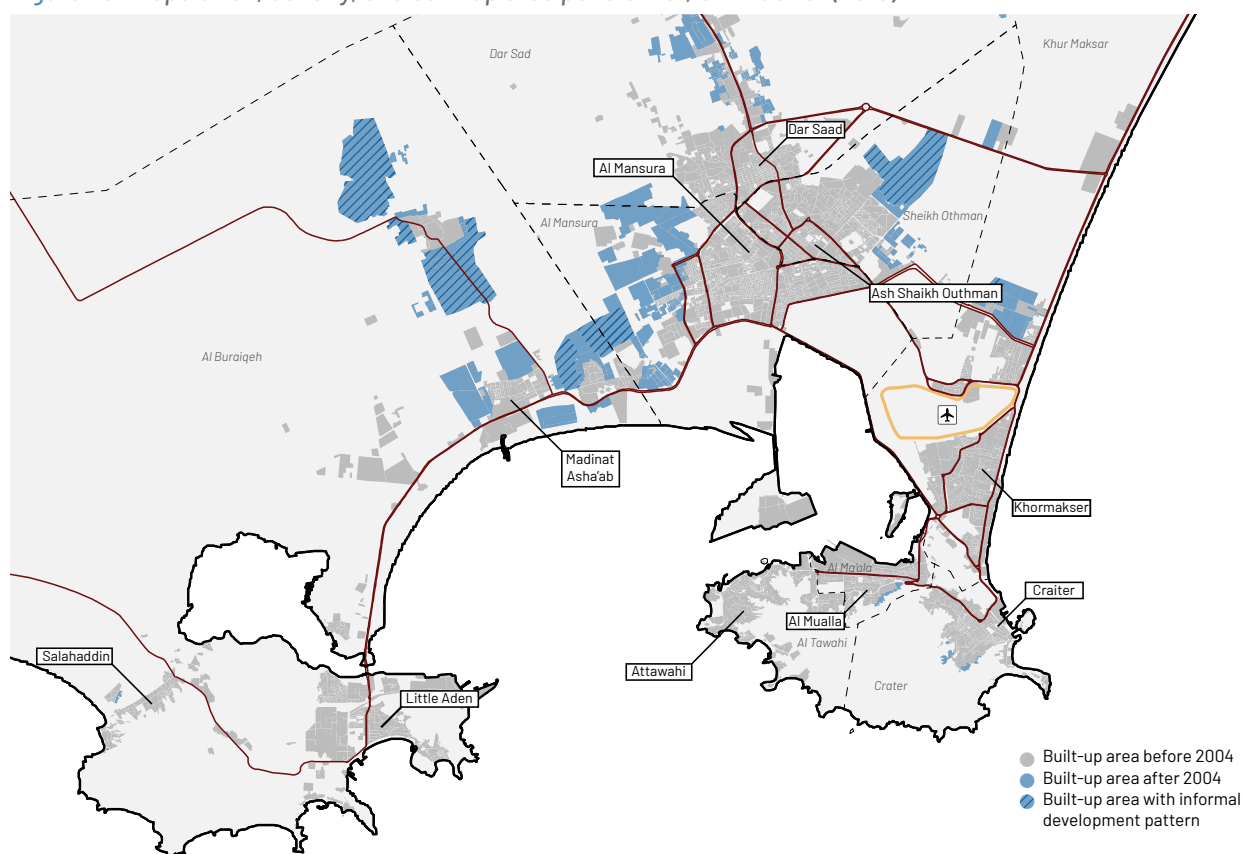 Dar Sad
Khur Maksar
Dar Saad
Al Mansura
Al Mansura
Sheikh Othman
Ash Shaikh Outhman
Al Buraiqeh
Madinat
Asha'ab
Khormakser
Al Ma'ala
Craiter
Al Mualla
Al Tawahi
Attawahi
Crater
Salahaddin
Little Aden
Built-up area before 2004
Built-up area after 2004
Built-up area with informal
development pattern